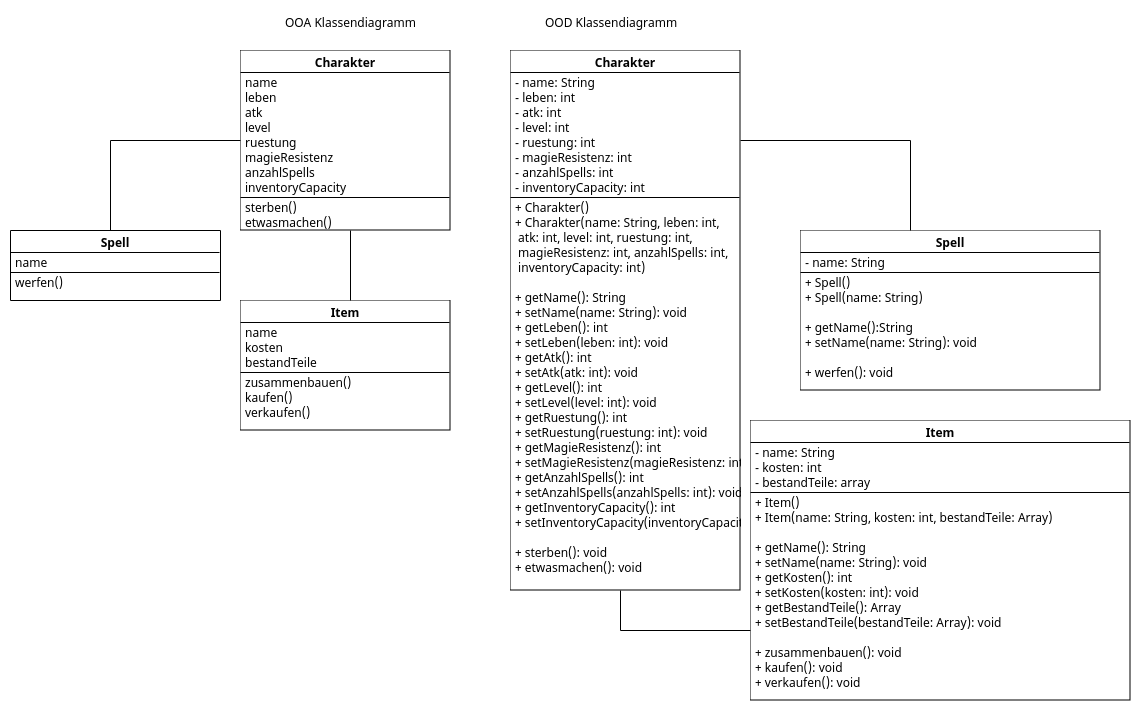 OOA Klassendiagramm
OOD Klassendiagramm
Charakter
name
leben
atk
level
ruestung
magieResistenz
anzahlSpells
inventoryCapacity
sterben()
etwasmachen()
Spell
name
werfen()
Item
name
kosten
bestandTeile
zusammenbauen()
kaufen()
verkaufen()
Charakter
- name: String
- leben: int
- atk: int
- level: int
- ruestung: int
- magieResistenz: int
- anzahlSpells: int
- inventoryCapacity: int
+ Charakter()
+ Charakter(name: String, leben: int,
atk: int, level: int, ruestung: int,
magieResistenz: int, anzahlSpells: int,
inventoryCapacity: int)
+ getName(): String
+ setName(name: String): void
+ getLeben(): int
+ setLeben(leben: int): void
+ getAtk(): int
+ setAtk(atk: int): void
+ getLevel(): int
+ setLevel(level: int): void
+ getRuestung(): int
+ setRuestung(ruestung: int): void
+ getMagieResistenz(): int
+ setMagieResistenz(magieResistenz: int
+ getAnzahlSpells(): int
+ setAnzahlSpells(anzahlSpells: int): void
+ getInventoryCapacity(): int
+ setInventoryCapacity(inventoryCapacit
+ sterben(): void
+ etwasmachen(): void
Spell
- name: String
+ Spell()
+ Spell(name: String)
+ getName():String
+ setName(name: String): void
+ werfen(): void
Item
- name: String
- kosten: int
- bestandTeile: array
+ Item()
+ Item(name: String, kosten: int, bestandTeile: Array)
+ getName(): String
+ setName(name: String): void
+ getKosten(): int
+ setKosten(kosten: int): void
+ getBestandTeile(): Array
+ setBestandTeile(bestandTeile: Array): void
+ zusammenbauen(): void
+ kaufen(): void
+ verkaufen(): void